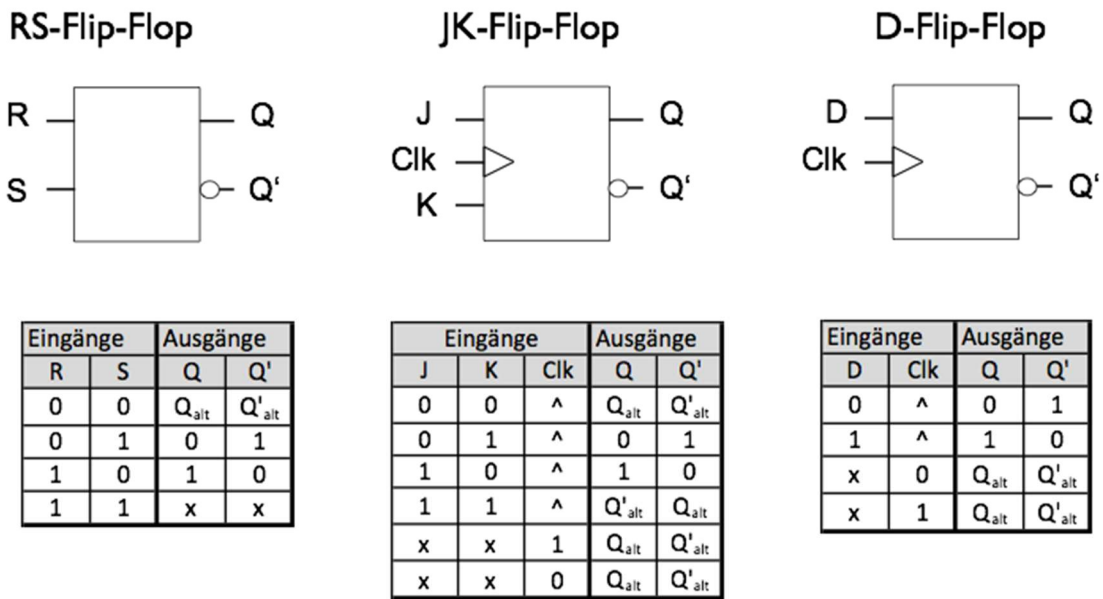 RS-Flip-Flop
JK-Flip-Flop
D-Flip-Flop
R
Q
S
Q'
J
Q
Clk
K
Q'
D
Q
Clk
Q'
Eingänge Ausgänge
R S Q Q'
0 0 Qalt Q'alt
0 1 0 1
1 0 1 0
1 1 x x
Eingänge Ausgänge
J K Clk Q Q'
0 0 ^ Qalt Q'alt
0 1 ^ 0 1
1 0 ^ 1 0
1 1 ^ Q'alt Qalt
x x 1 Qalt Q'alt
x x 0 Qalt Q'alt
Eingänge Ausgänge
D Clk Q Q'
0 ^ 0 1
1 ^ 1 0
x 0 Qalt Q'alt
x 1 Qalt Q'alt